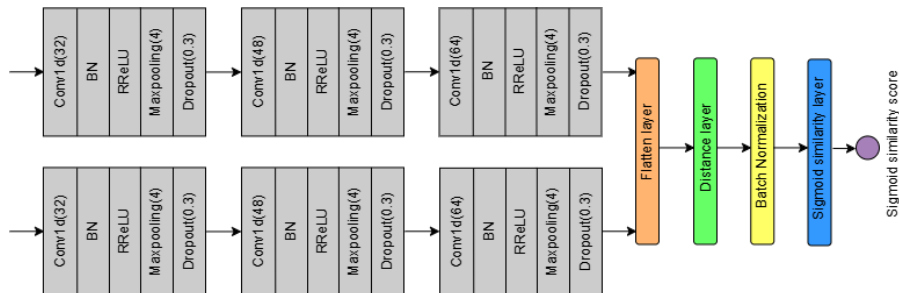 Conv1d(32)
BN
RReLU
Maxpooling(4)
Dropout(0.3)
Conv1d(48)
BN
RReLU
Maxpooling(4)
Dropout(0.3)
Conv1d(64)
BN
RReLU
Maxpooling(4)
Dropout(0.3)
Conv1d(32)
BN
RReLU
Maxpooling(4)
Dropout(0.3)
Conv1d(48)
BN
RReLU
Maxpooling(4)
Dropout(0.3)
Conv1d(64)
BN
RReLU
Maxpooling(4)
Dropout(0.3)
Flatten layer
Distance layer
Batch Normalization
Sigmoid similarity layer
Sigmoid similarity score